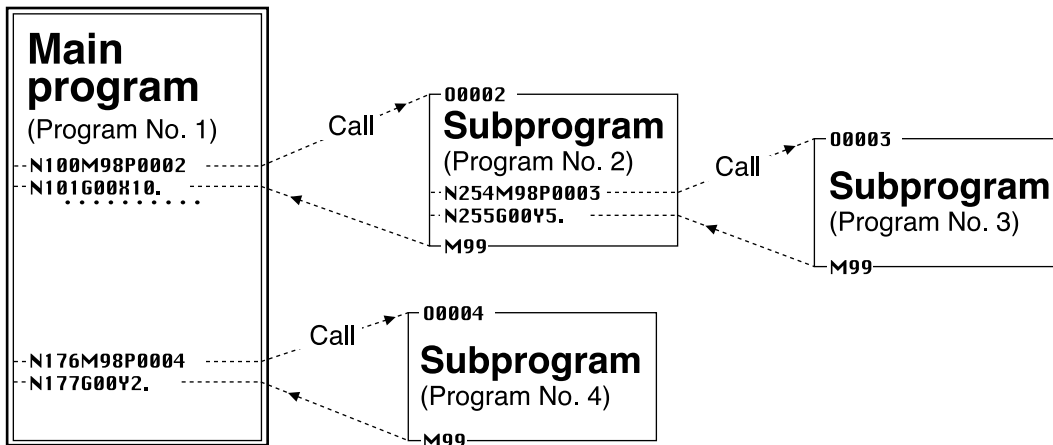 Main
program
(Program No. 1)
N100M98P0002
N101G00X10.
Call
O0002
Subprogram
(Program No. 2)
N254M98P0003
N255G00Y5.
M99
Call
O0003
Subprogram
(Program No. 3)
M99
N176M98P0004
N177G00Y2.
Call
O0004
Subprogram
(Program No. 4)
M99